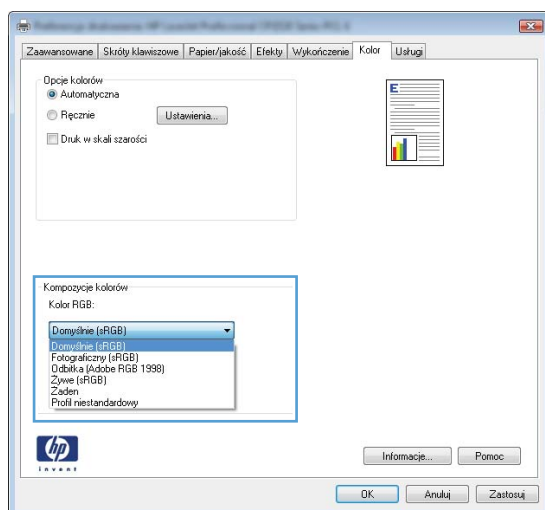 Zaawansowane Skróty klawiszowe Papier/jakość Efekty Wykończenie Kolor Usługi
Opcje kolorów
Automatyczna
Ręcznie Ustawienia...
Druk w skali szarości
E
Kompozycje kolorów
Kolor RGB:
Domyślnie (sRGB)
Domyślnie (sRGB)
Fotograficzny (sRGB)
Odbitka (Adobe RGB 1998)
Żywe (sRGB)
Żaden
Profil niestandardowy
hp
invent
Informacje... Pomoc
OK Anuluj Zastosuj